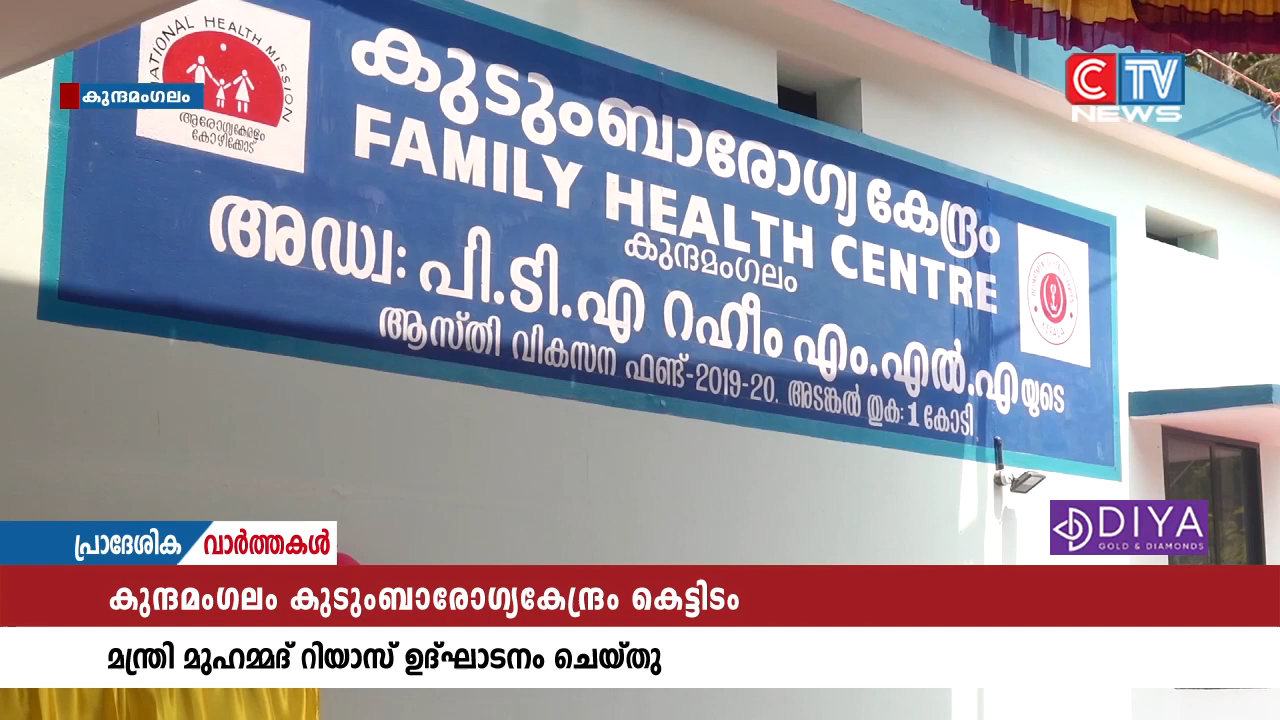 NATIONAL HEALTH MISSION
ആരോഗ്യകേരളം
കോഴിക്കോട്
കുന്ദമംഗലം
CTV
NEWS
കുടുംബാരോഗ്യ കേന്ദ്രം
FAMILY HEALTH CENTRE
കുന്ദമംഗലം
അഡ്വ: പി.ടി.എ റഹീം എം.എൽ.എയുടെ
ആസ്തി വികസന ഫണ്ട്-2019-20. അടങ്കൽ തുക: 1 കോടി
KERALA
DIYA
GOLD & DIAMONDS
പ്രാദേശിക വാർത്തകൾ
കുന്ദമംഗലം കുടുംബാരോഗ്യകേന്ദ്രം കെട്ടിടം
മന്ത്രി മുഹമ്മദ് റിയാസ് ഉദ്ഘാടനം ചെയ്തു